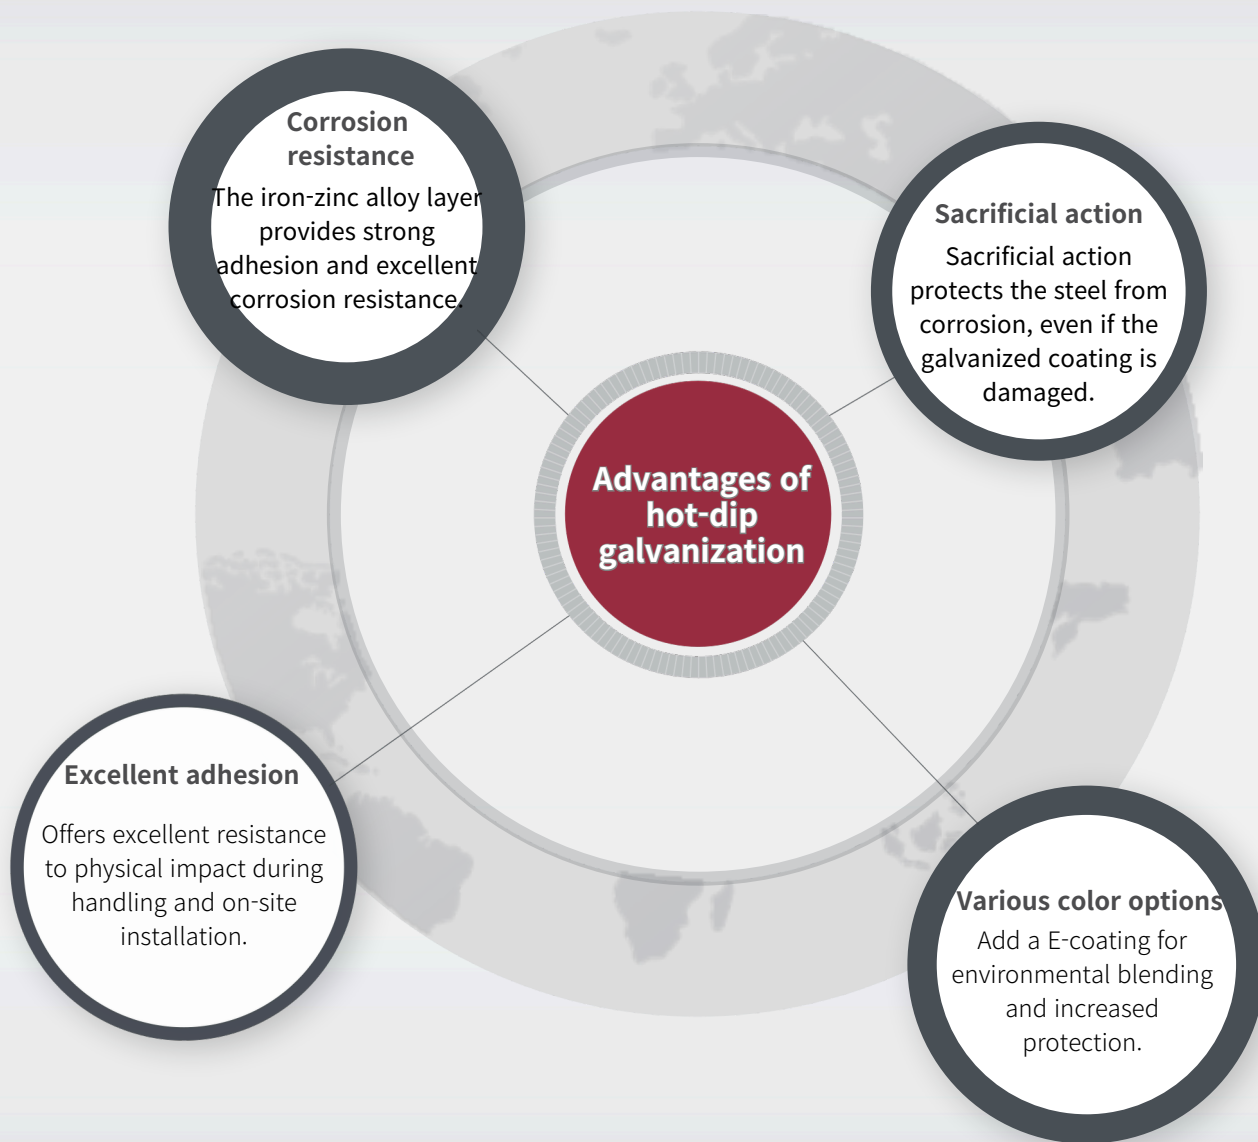 Corrosion
resistance
The iron-zinc alloy layer
provides strong
adhesion and excellent
corrosion resistance.
Sacrificial action
Sacrificial action
protects the steel from
corrosion, even if the
galvanized coating is
damaged.
Advantages of
hot-dip
galvanization
Excellent adhesion
Offers excellent resistance
to physical impact during
handling and on-site
installation.
Various color options
Add a E-coating for
environmental blending
and increased
protection.